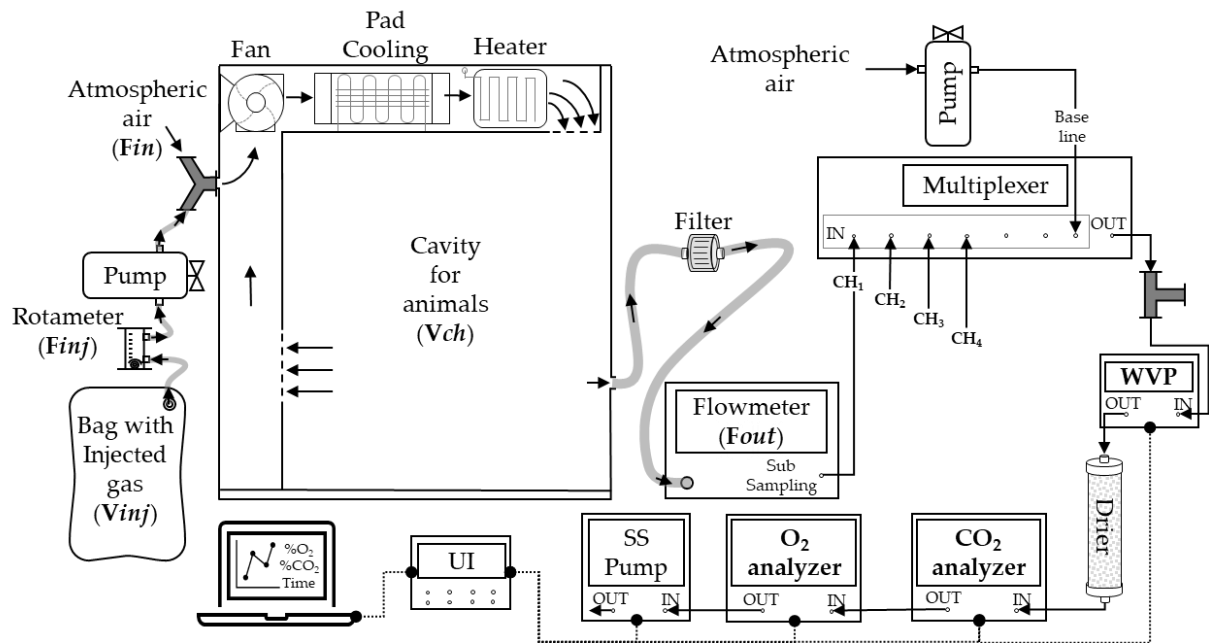 Fan
Pad
Cooling
Heater
Atmospheric
air
(Fin)
Pump
Rotameter
(Finj)
Bag with
Injected
gas
(Vinj)
Cavity
for
animals
(Vch)
Filter
Atmospheric
air
Pump
Base
line
Multiplexer
IN
OUT
CH₁
CH₂
CH₃
CH₄
Flowmeter
(Fout)
Sub
Sampling
WVP
OUT
IN
Drier
CO₂
analyzer
OUT
IN
O₂
analyzer
OUT
IN
SS
Pump
OUT
IN
UI
%O₂
%CO₂
Time